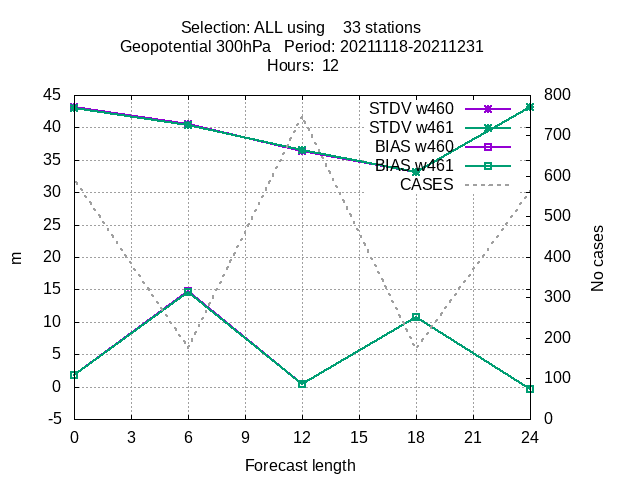 Selection: ALL using    33 stations
Geopotential 300hPa   Period: 20211118-20211231
Hours:  12
45
40
35
30
25
20
15
10
5
0
-5
m
800
700
600
500
400
300
200
100
0
No cases
STDV w460
STDV w461
BIAS w460
BIAS w461
CASES
0 3 6 9 12 15 18 21 24
Forecast length